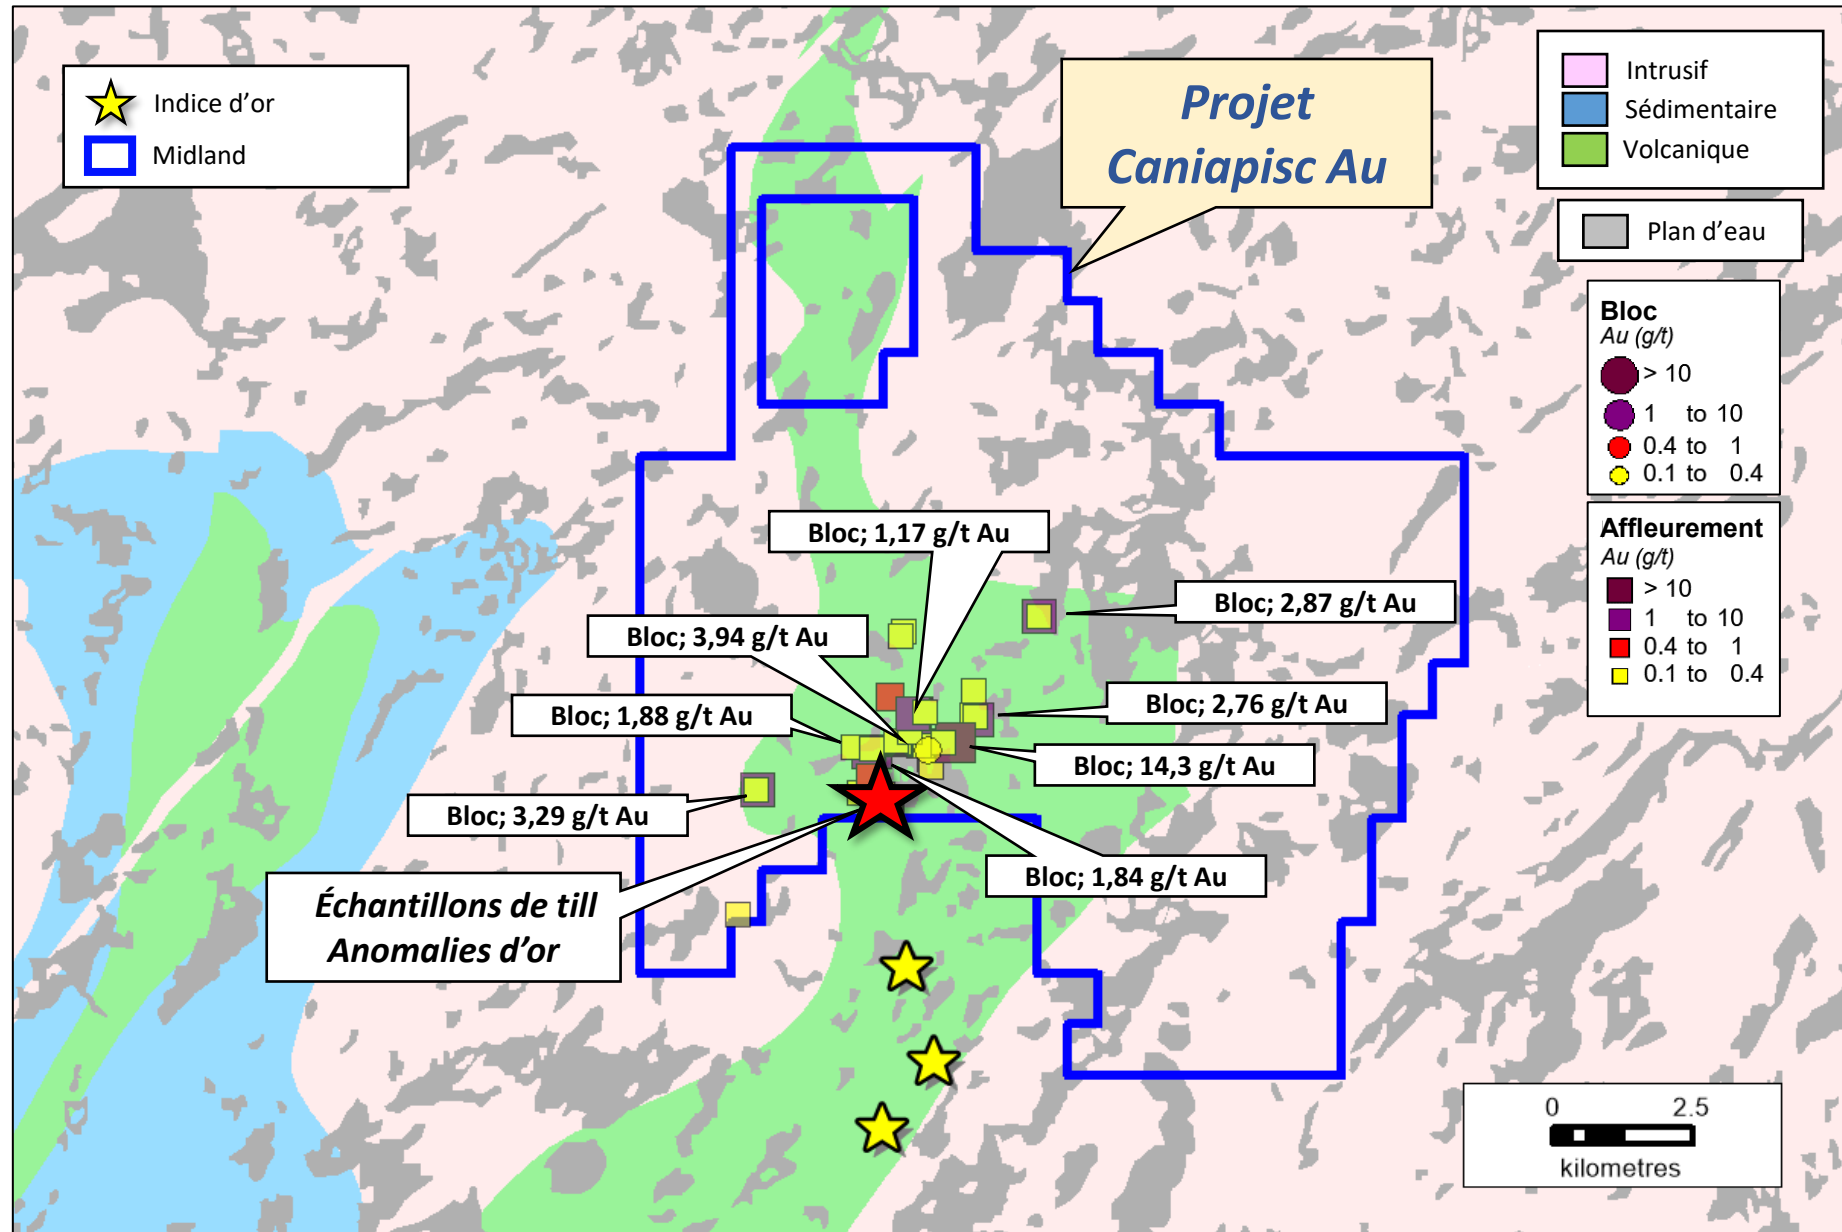 Indice d'or
Midland
Projet
Caniapisc Au
Intrusif
Sédimentaire
Volcanique
Plan d'eau
Bloc
Au (g/t)
> 10
1 to 10
0.4 to 1
0.1 to 0.4
Affleurement
Au (g/t)
> 10
1 to 10
0.4 to 1
0.1 to 0.4
Bloc; 1,17 g/t Au
Bloc; 2,87 g/t Au
Bloc; 3,94 g/t Au
Bloc; 1,88 g/t Au
Bloc; 2,76 g/t Au
Bloc; 14,3 g/t Au
Bloc; 3,29 g/t Au
Bloc; 1,84 g/t Au
Échantillons de till
Anomalies d'or
0 2.5
kilometres